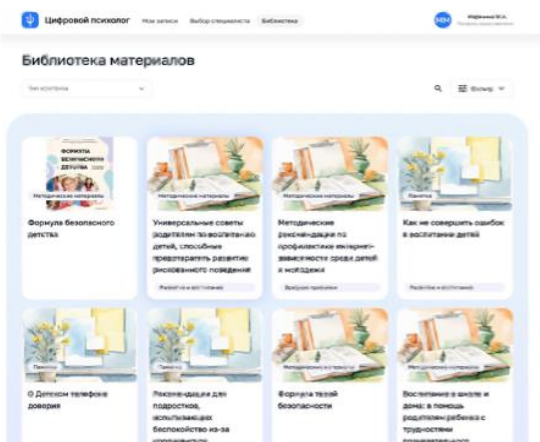 Цифровой психолог
Мои записи
Выбор специалиста
Библиотека
ММ
Библиотека материалов
Тип контента
Фильтр
ФОРМУЛА
БЕЗОПАСНОГО
ДЕТСТВА
Методические материалы
Формула безопасного
детства
Методические материалы
Универсальные советы
родителям по воспитанию
детей, способные
предотвратить развитие
рискованного поведения
Развитие и воспитание
Методические материалы
Методические
рекомендации по
профилактике интернет-
зависимости среди детей
и молодежи
Вредные привычки
Памятка
Как не совершить ошибок
в воспитании детей
Развитие и воспитание
Памятка
О Детском телефоне
доверия
Памятка
Рекомендации для
подростков,
испытывающих
беспокойство из-за
Методические материалы
Формула твоей
безопасности
Методические материалы
Воспитание в школе и
дома: в помощь
родителям ребенка с
трудностями